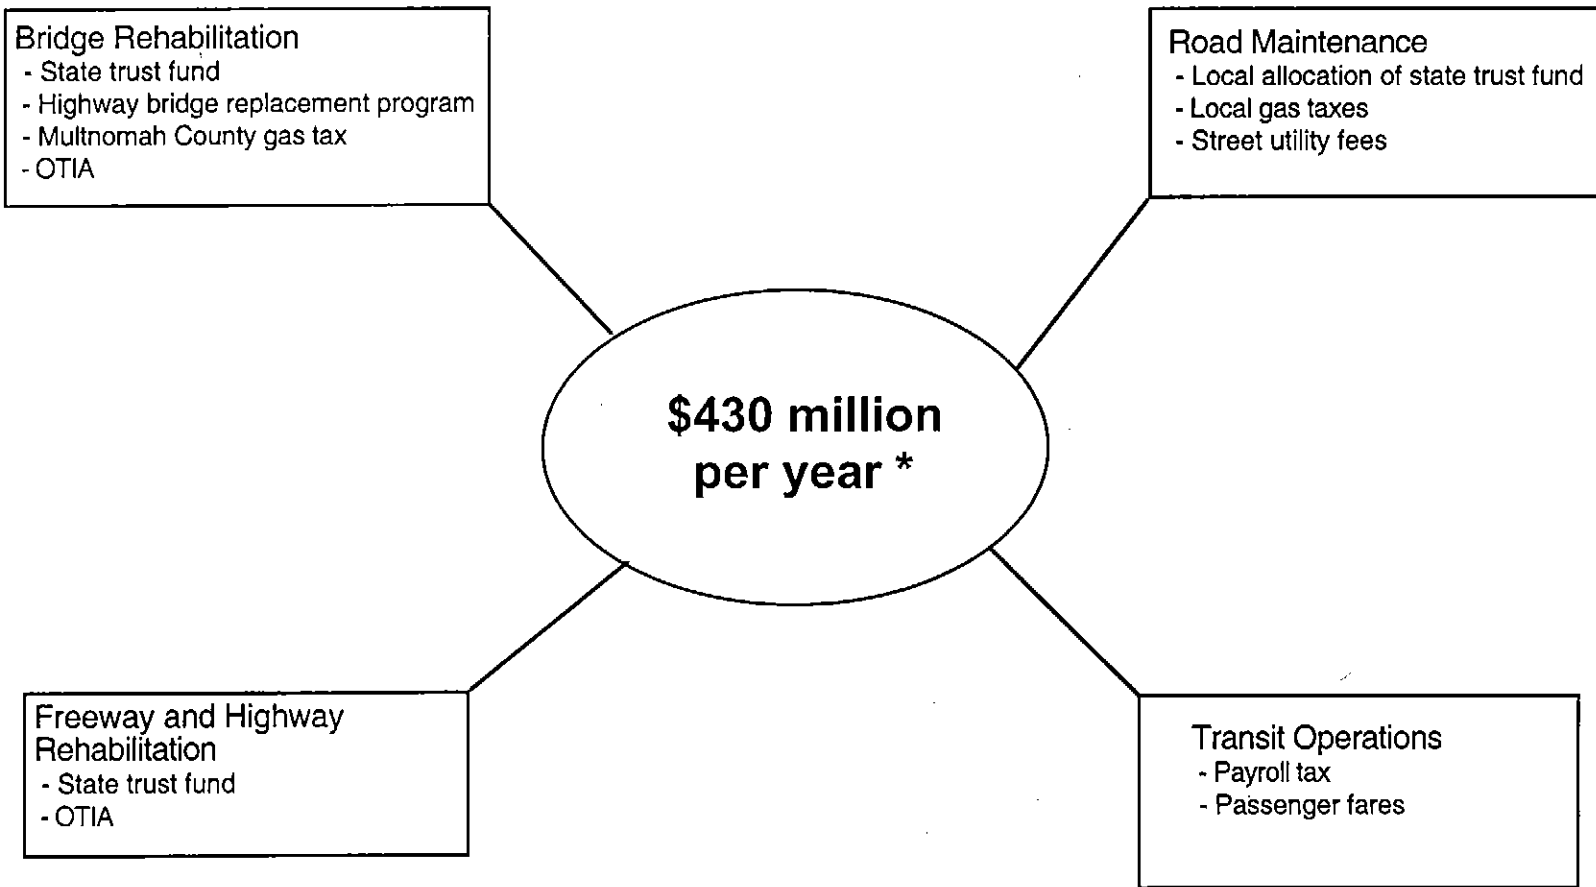 Bridge Rehabilitation
- State trust fund
- Highway bridge replacement program
- Multnomah County gas tax
- OTIA
Road Maintenance
- Local allocation of state trust fund
- Local gas taxes
- Street utility fees
$430 million
per year *
Freeway and Highway
Rehabilitation
- State trust fund
- OTIA
Transit Operations
- Payroll tax
- Passenger fares